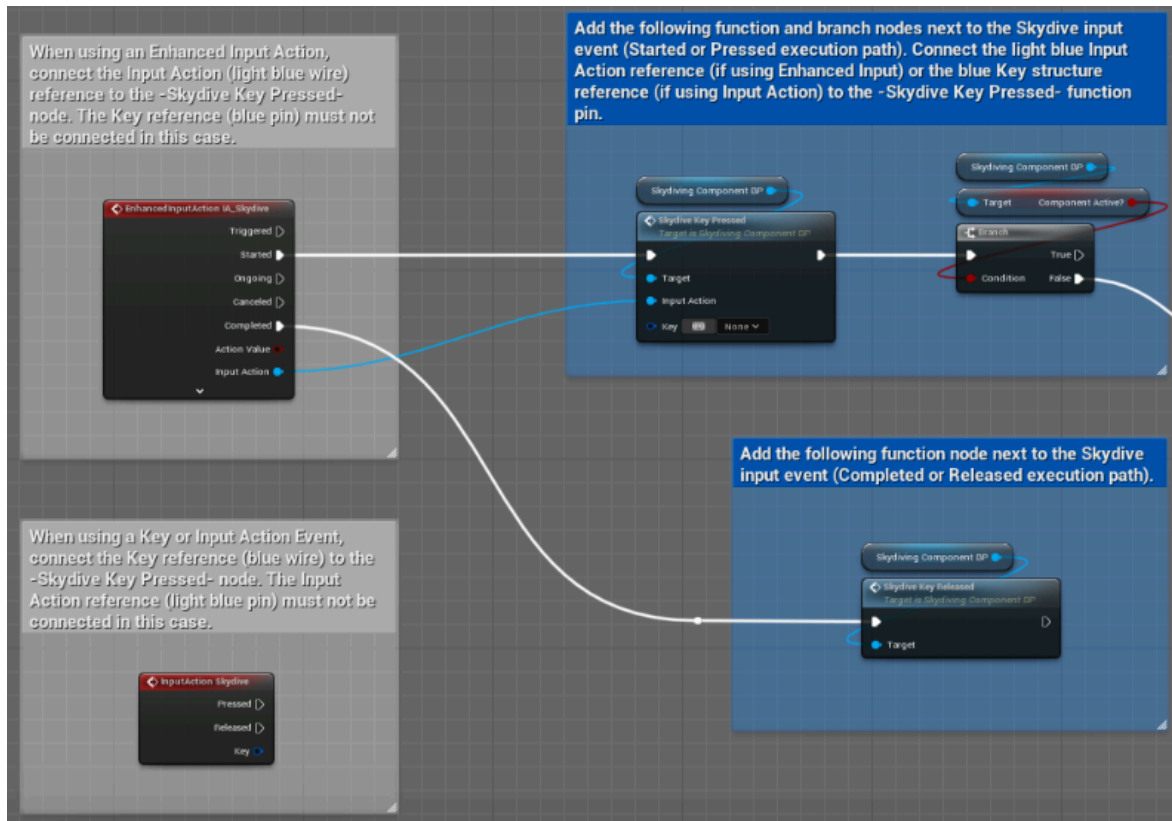 When using an Enhanced Input Action,
connect the Input Action (light blue wire)
reference to the -Skydive Key Pressed-
node. The Key reference (blue pin) must not
be connected in this case.
EnhancedInputAction IA_Skydive
Triggered
Started
Ongoing
Canceled
Completed
Action Value
Input Action
Add the following function and branch nodes next to the Skydive input
event (Started or Pressed execution path). Connect the light blue Input
Action reference (if using Enhanced Input) or the blue Key structure
reference (if using Input Action) to the -Skydive Key Pressed- function
pin.
Skydiving Component BP
Skydive Key Pressed
Target is Skydiving Component BP
Target
Input Action
Key None
Skydiving Component BP
Target Component Active?
Branch
True
Condition False
Add the following function node next to the Skydive
input event (Completed or Released execution path).
Skydiving Component BP
Skydive Key Released
Target is Skydiving Component BP
Target
When using a Key or Input Action Event,
connect the Key reference (blue wire) to the
-Skydive Key Pressed- node. The Input
Action reference (light blue pin) must not be
connected in this case.
InputAction Skydive
Pressed
Released
Key